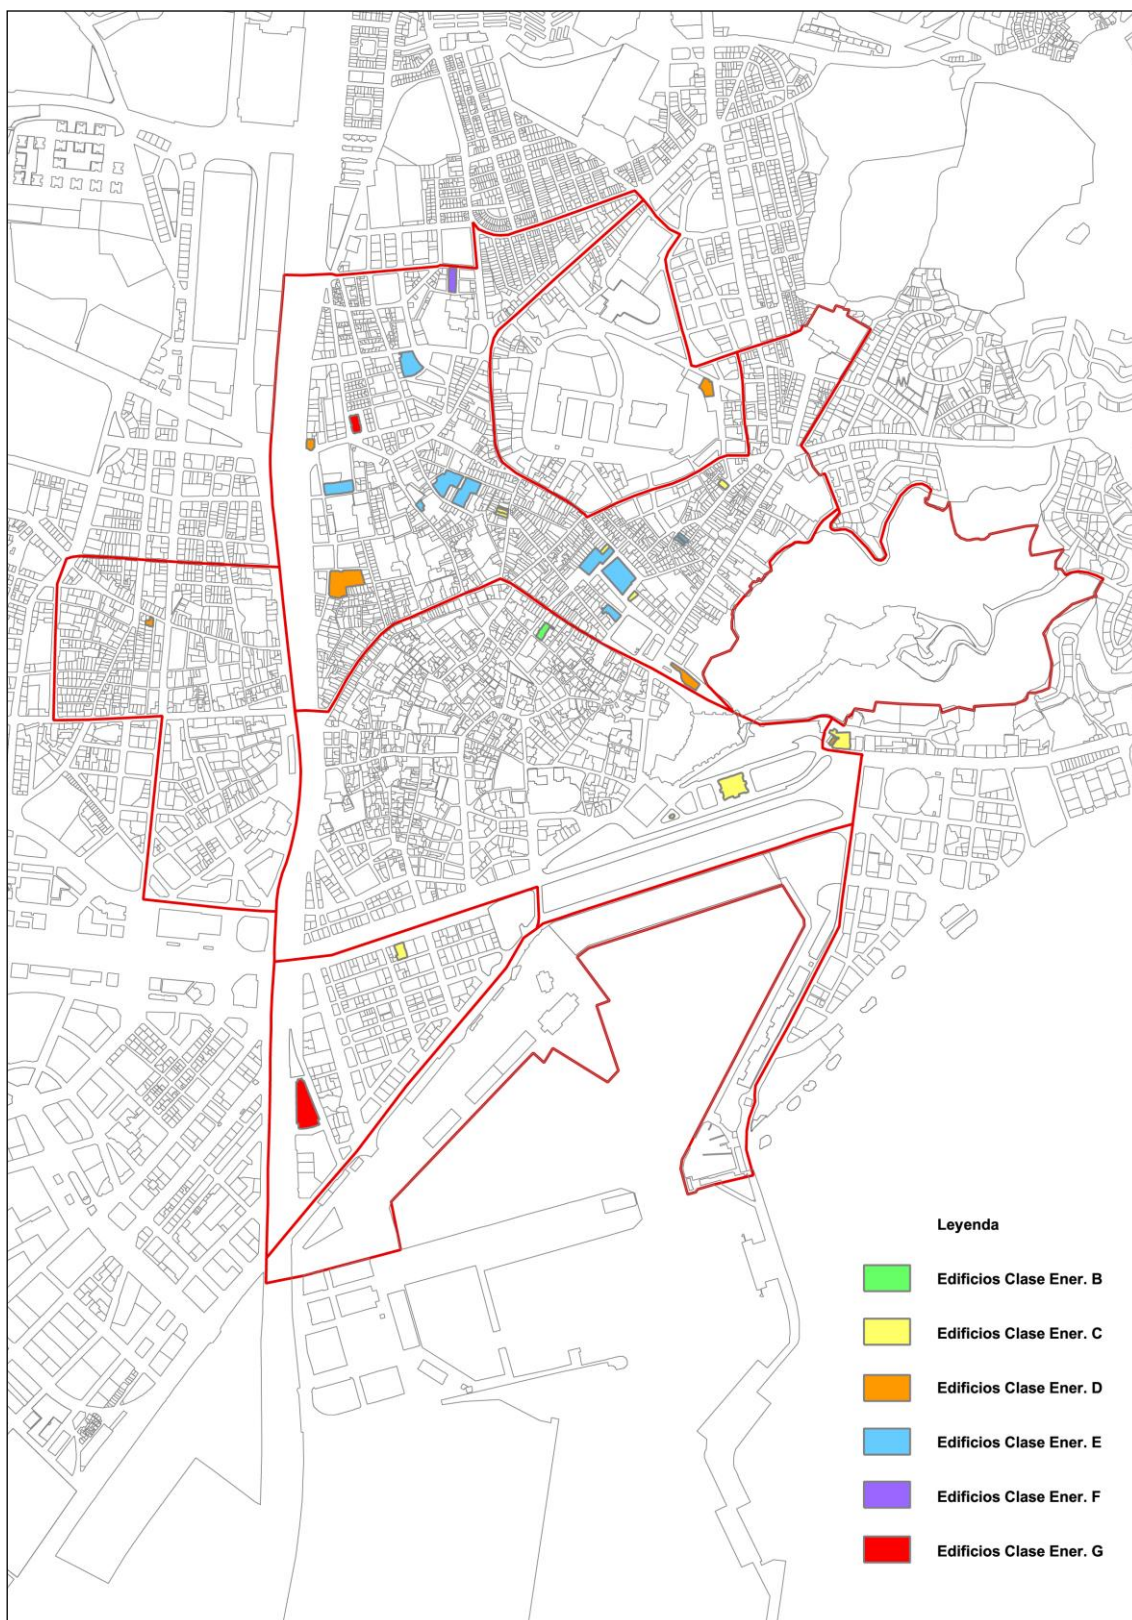 Leyenda
Edificios Clase Ener. B
Edificios Clase Ener. C
Edificios Clase Ener. D
Edificios Clase Ener. E
Edificios Clase Ener. F
Edificios Clase Ener. G